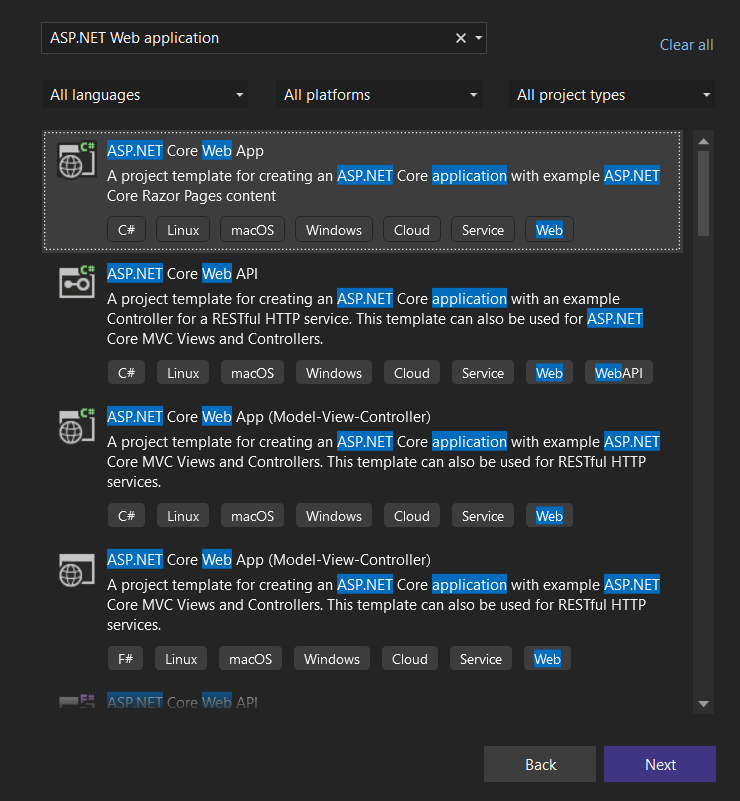 ASP.NET Web application
Clear all
All languages
All platforms
All project types
C#
ASP.NET Core Web App
A project template for creating an ASP.NET Core application with example ASP.NET
Core Razor Pages content
C# Linux macOS Windows Cloud Service Web
C#
ASP.NET Core Web API
A project template for creating an ASP.NET Core application with an example
Controller for a RESTful HTTP service. This template can also be used for ASP.NET
Core MVC Views and Controllers.
C# Linux macOS Windows Cloud Service Web WebAPI
C#
ASP.NET Core Web App (Model-View-Controller)
A project template for creating an ASP.NET Core application with example ASP.NET
Core MVC Views and Controllers. This template can also be used for RESTful HTTP
services.
C# Linux macOS Windows Cloud Service Web
ASP.NET Core Web App (Model-View-Controller)
A project template for creating an ASP.NET Core application with example ASP.NET
Core MVC Views and Controllers. This template can also be used for RESTful HTTP
services.
F# Linux macOS Windows Cloud Service Web
F#
ASP.NET Core Web API
Back
Next